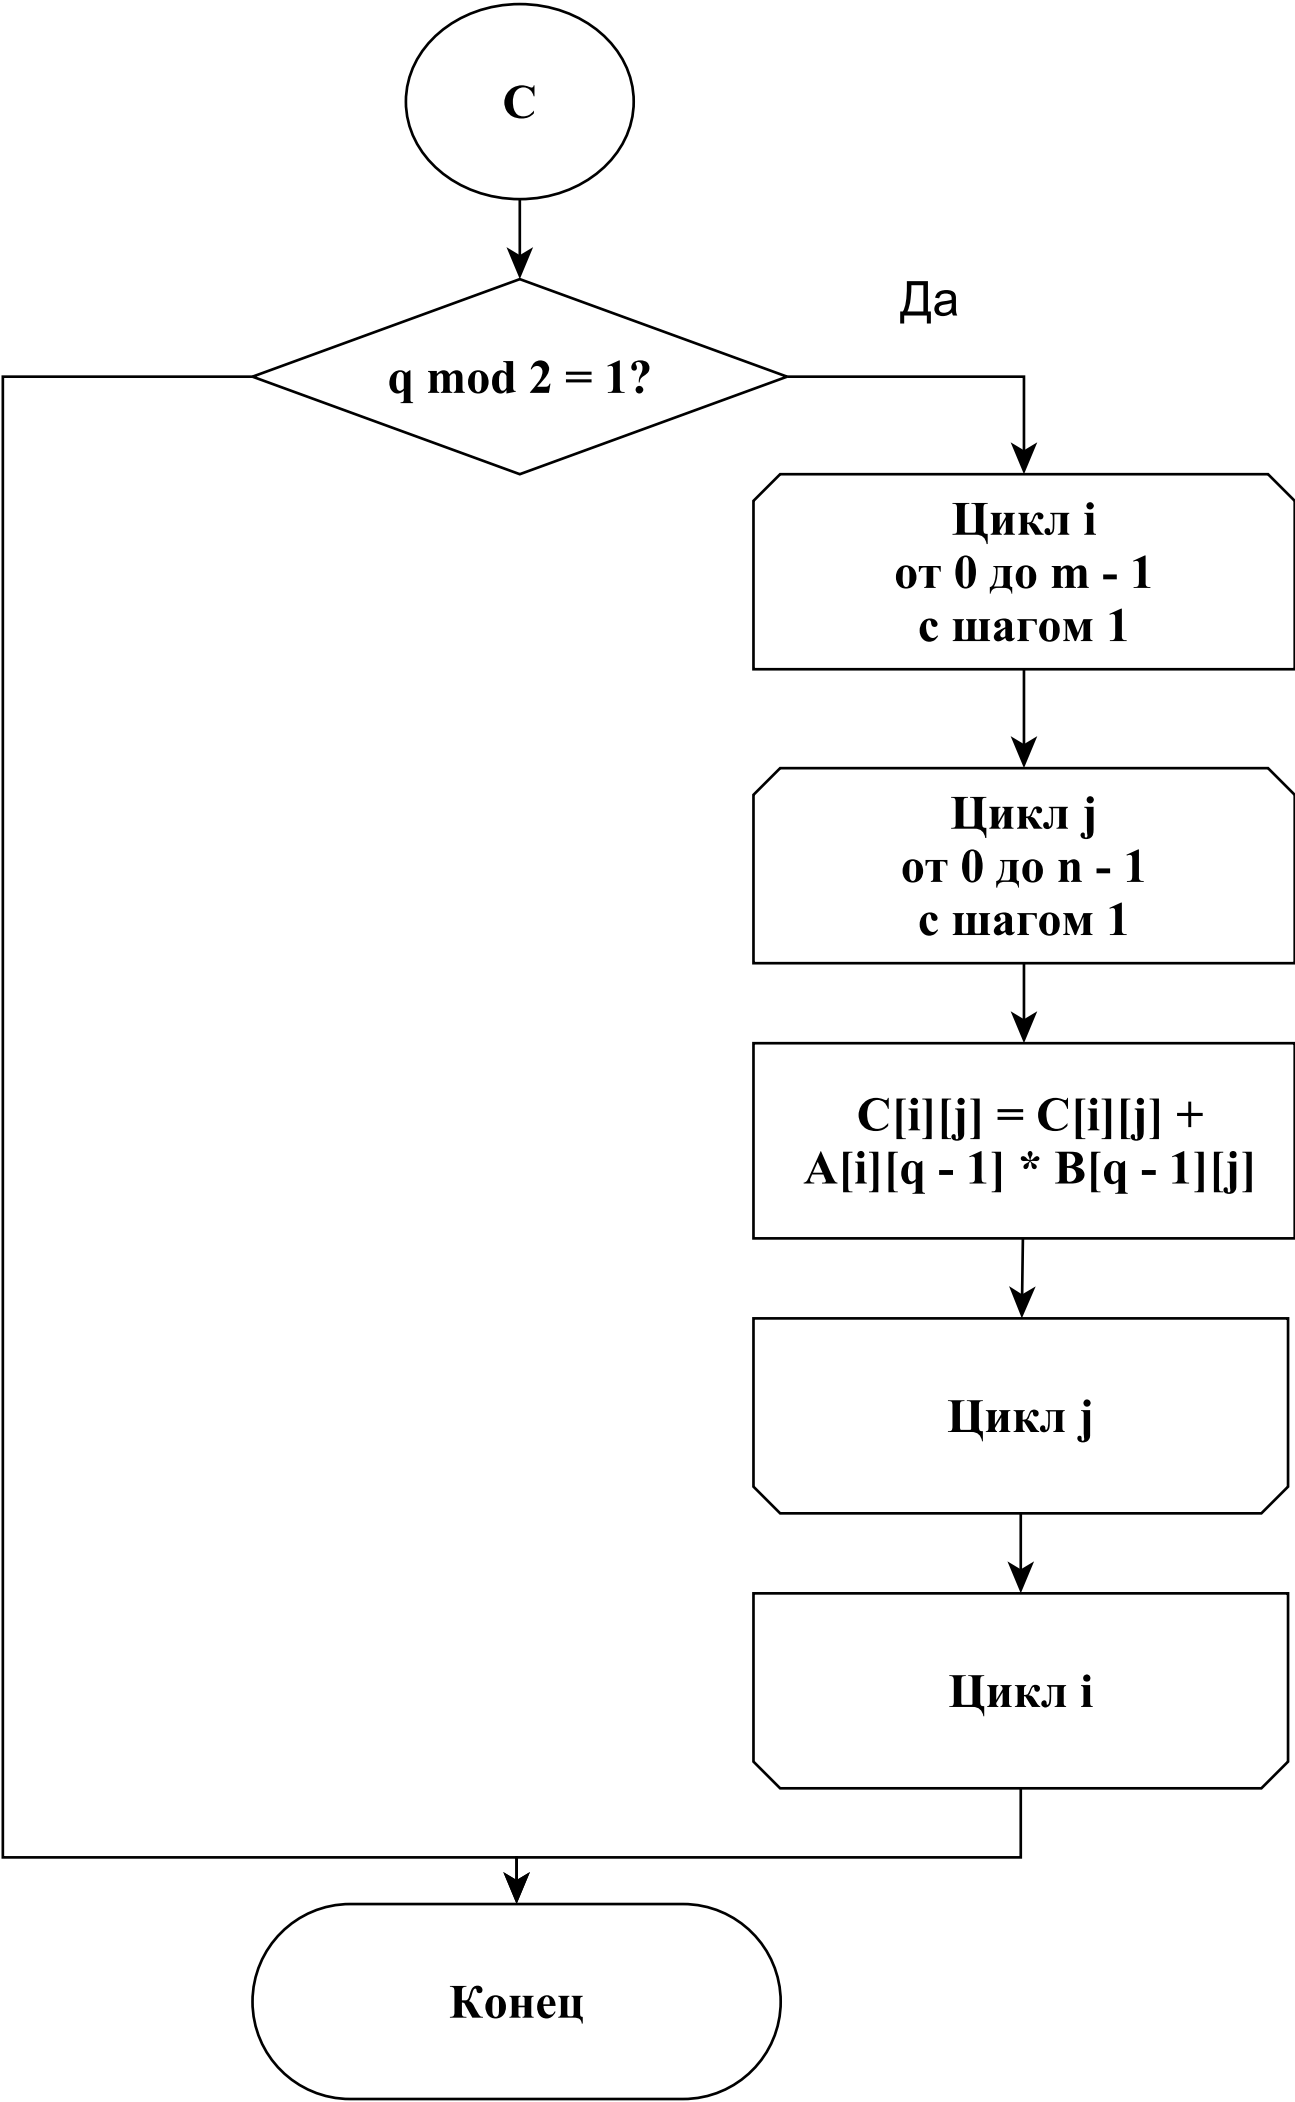 C
Да
q mod 2 = 1?
Цикл i
от 0 до m - 1
с шагом 1
Цикл j
от 0 до n - 1
с шагом 1
C[i][j] = C[i][j] +
A[i][q - 1] * B[q - 1][j]
Цикл j
Цикл i
Конец